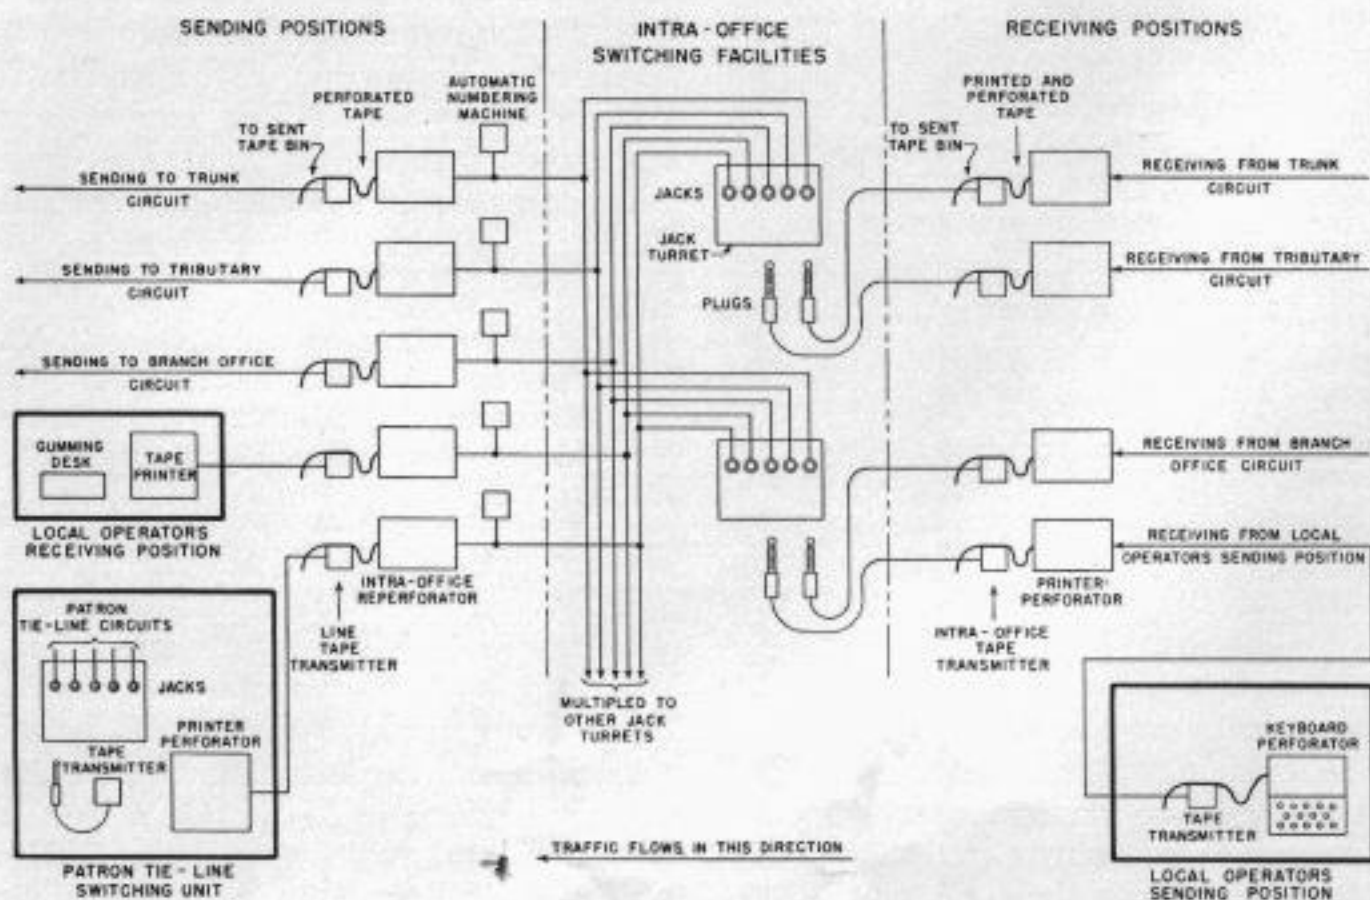 SENDING POSITIONS
INTRA-OFFICE
SWITCHING FACILITIES
RECEIVING POSITIONS
AUTOMATIC
NUMBERING
MACHINE
PERFORATED
TAPE
TO SENT
TAPE BIN
PRINTED AND
PERFORATED
TAPE
TO SENT
TAPE BIN
SENDING TO TRUNK
CIRCUIT
JACKS
RECEIVING FROM TRUNK
CIRCUIT
JACK
TURRET
SENDING TO TRIBUTARY
CIRCUIT
RECEIVING FROM TRIBUTARY
CIRCUIT
PLUGS
SENDING TO BRANCH OFFICE
CIRCUIT
GUMMING
DESK
TAPE
PRINTER
LOCAL OPERATORS
RECEIVING POSITION
RECEIVING FROM BRANCH
OFFICE CIRCUIT
RECEIVING FROM LOCAL
OPERATORS SENDING POSITION
INTRA-OFFICE
REPERFORATOR
PRINTER-
PERFORATOR
LINE
TAPE
TRANSMITTER
INTRA-OFFICE
TAPE
TRANSMITTER
PATRON
TIE-LINE CIRCUITS
JACKS
PRINTER
PERFORATOR
TAPE
TRANSMITTER
PATRON TIE-LINE
SWITCHING UNIT
MULTIPLED TO
OTHER JACK
TURRETS
TRAFFIC FLOWS IN THIS DIRECTION
KEYBOARD
PERFORATOR
TAPE
TRANSMITTER
LOCAL OPERATORS
SENDING POSITION